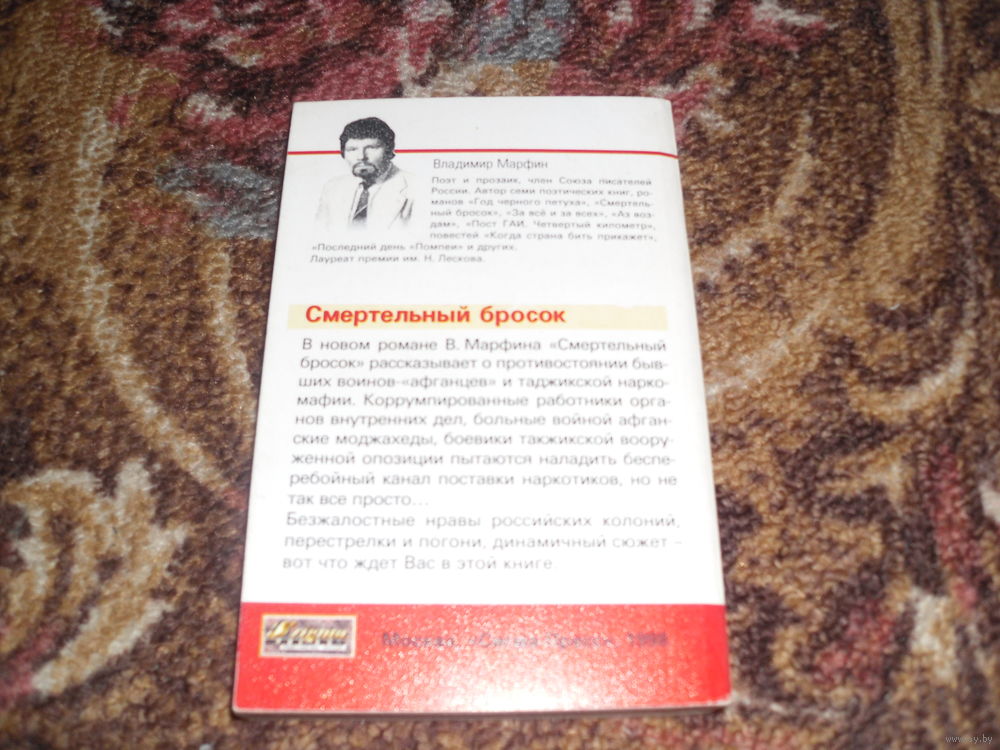 Владимир Марфин
Поэт и прозаик, член Союза писателей
России. Автор семи поэтических книг, ро-
манов «Год черного петуха», «Смертель-
ный бросок», «За всё и за всех», «Аз воз-
дам», «Пост ГАИ. Четвертый километр»,
повестей «Когда страна бить прикажет»,
«Последний день «Помпеи» и других.
Лауреат премии им. Н. Лескова.
Смертельный бросок
В новом романе В. Марфина «Смертельный
бросок» рассказывает о противостоянии быв-
ших воинов-«афганцев» и таджикской нарко-
мафии. Коррумпированные работники орга-
нов внутренних дел, больные войной афган-
ские моджахеды, боевики такжикской воору-
женной опозиции пытаются наладить беспе-
ребойный канал поставки наркотиков, но не
так все просто...
Безжалостные нравы российских колоний,
перестрелки и погони, динамичный сюжет –
вот что ждет Вас в этой книге.
Москва